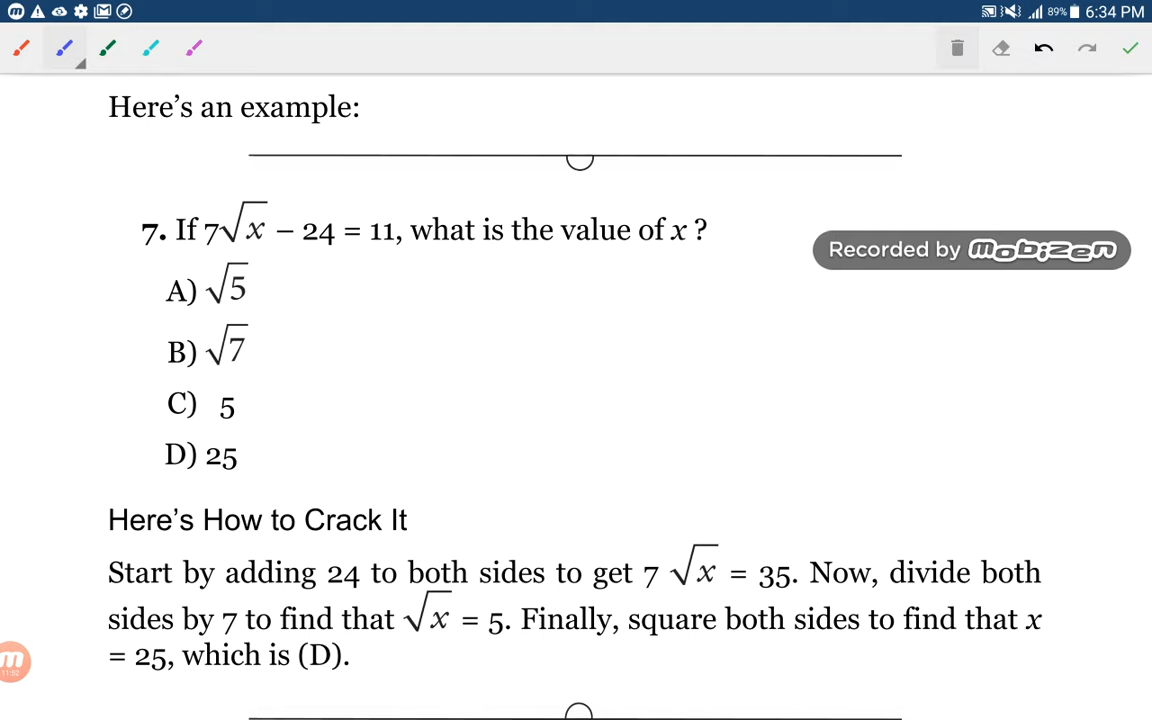 89% 6:34 PM
Here's an example:
7. If 7√x – 24 = 11, what is the value of x ?
Recorded by mobizen
A) √5
B) √7
C) 5
D) 25
Here's How to Crack It
Start by adding 24 to both sides to get 7 √x = 35. Now, divide both
sides by 7 to find that √x = 5. Finally, square both sides to find that x
= 25, which is (D).